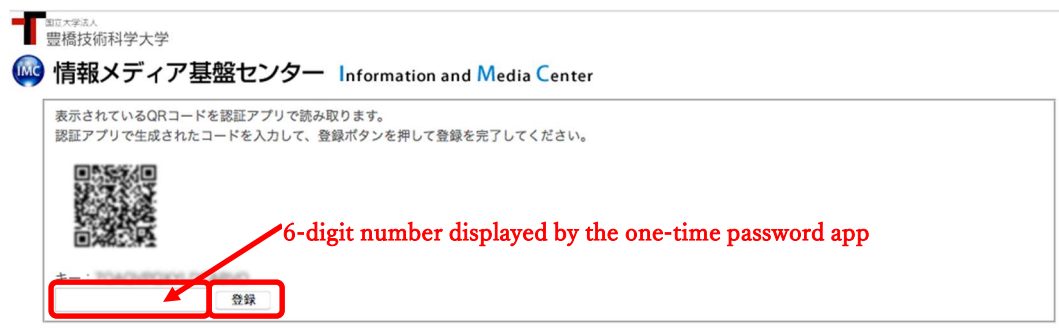 国立大学法人
豊橋技術科学大学
IMC 情報メディア基盤センター Information and Media Center
表示されているQRコードを認証アプリで読み取ります。
認証アプリで生成されたコードを入力して、登録ボタンを押して登録を完了してください。
6-digit number displayed by the one-time password app
キー：
登録